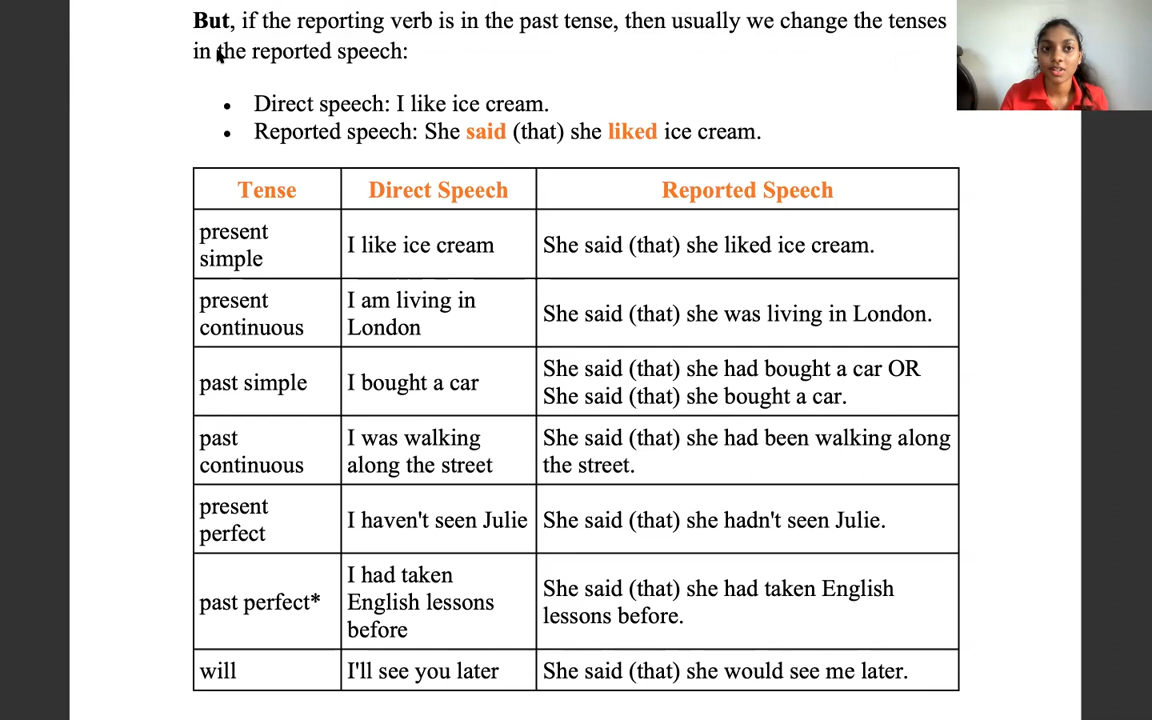 But, if the reporting verb is in the past tense, then usually we change the tenses
in the reported speech:
• Direct speech: I like ice cream.
• Reported speech: She said (that) she liked ice cream.
Tense Direct Speech Reported Speech
present
simple
I like ice cream
She said (that) she liked ice cream.
present
continuous
I am living in
London
She said (that) she was living in London.
past simple
I bought a car
She said (that) she had bought a car OR
She said (that) she bought a car.
past
continuous
I was walking
along the street
She said (that) she had been walking along
the street.
present
perfect
I haven't seen Julie
She said (that) she hadn't seen Julie.
past perfect*
I had taken
English lessons
before
She said (that) she had taken English
lessons before.
will
I'll see you later
She said (that) she would see me later.